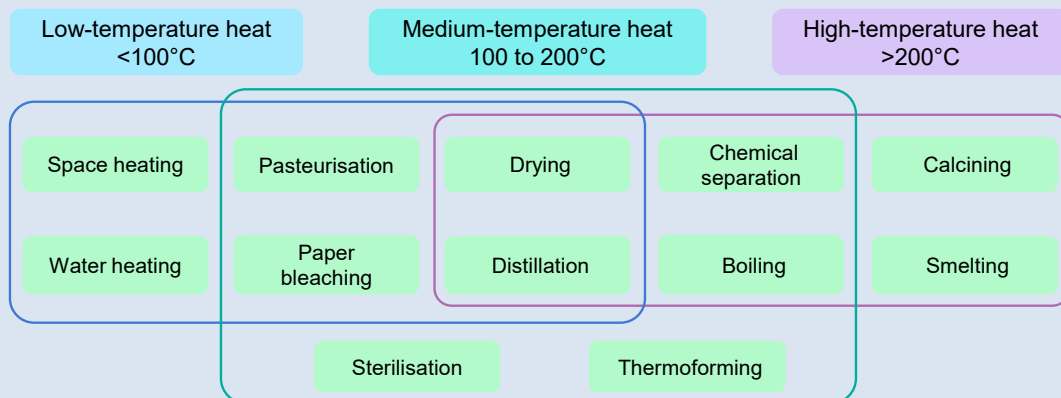 Low-temperature heat
<100°C
Medium-temperature heat
100 to 200°C
High-temperature heat
>200°C
Space heating
Pasteurisation
Drying
Chemical
separation
Calcining
Water heating
Paper
bleaching
Distillation
Boiling
Smelting
Sterilisation
Thermoforming